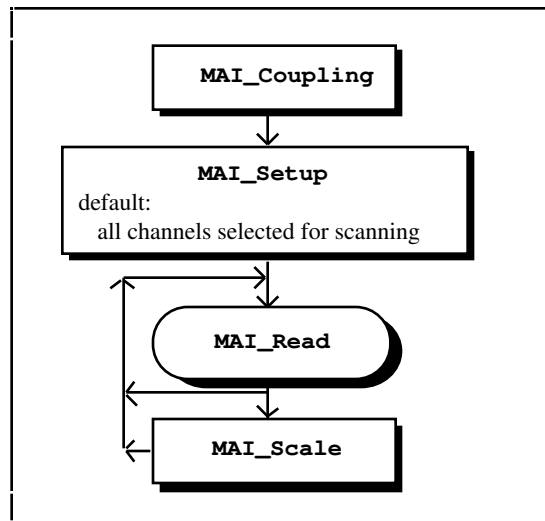 MAI_Coupling
MAI_Setup
default:
all channels selected for scanning
MAI_Read
MAI_Scale